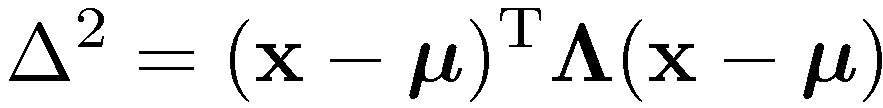 Δ² = (𝐱 − 𝝁)ᵀ𝚲(𝐱 − 𝝁)